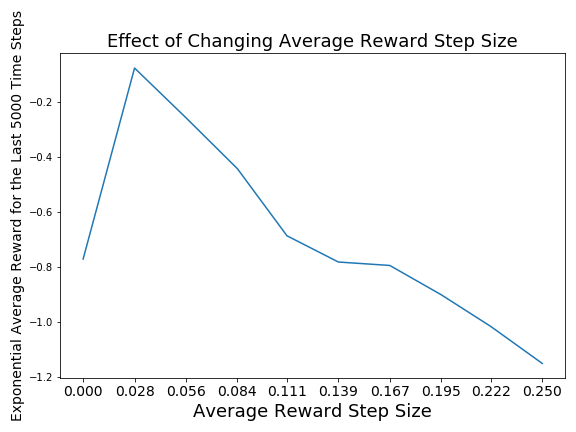 Effect of Changing Average Reward Step Size
Exponential Average Reward for the Last 5000 Time Steps
−0.2
−0.4
−0.6
−0.8
−1.0
−1.2
0.000 0.028 0.056 0.084 0.111 0.139 0.167 0.195 0.222 0.250
Average Reward Step Size